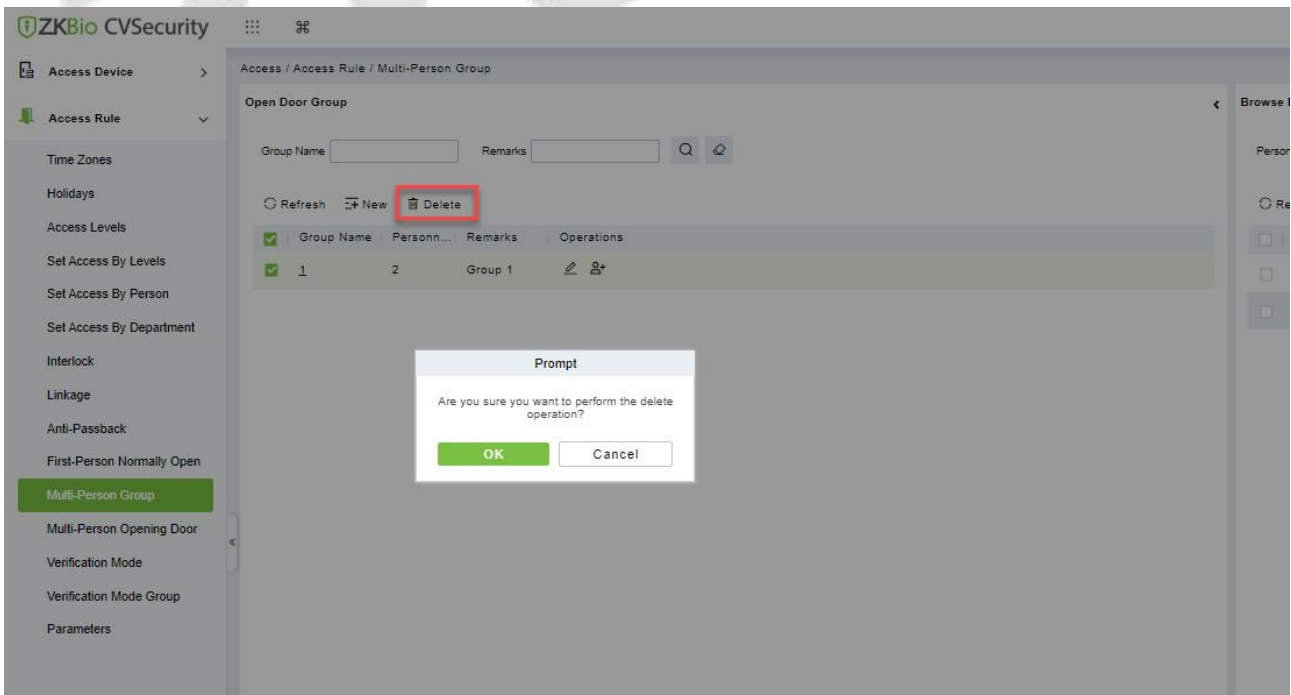 ZKBio CVSecurity
Access Device
Access Rule
Time Zones
Holidays
Access Levels
Set Access By Levels
Set Access By Person
Set Access By Department
Interlock
Linkage
Anti-Passback
First-Person Normally Open
Multi-Person Group
Multi-Person Opening Door
Verification Mode
Verification Mode Group
Parameters
Access / Access Rule / Multi-Person Group
Open Door Group
Group Name Remarks
Refresh New Delete
Group Name Personn... Remarks Operations
1 2 Group 1
Prompt
Are you sure you want to perform the delete
operation?
OK Cancel
Browse
Person
Re